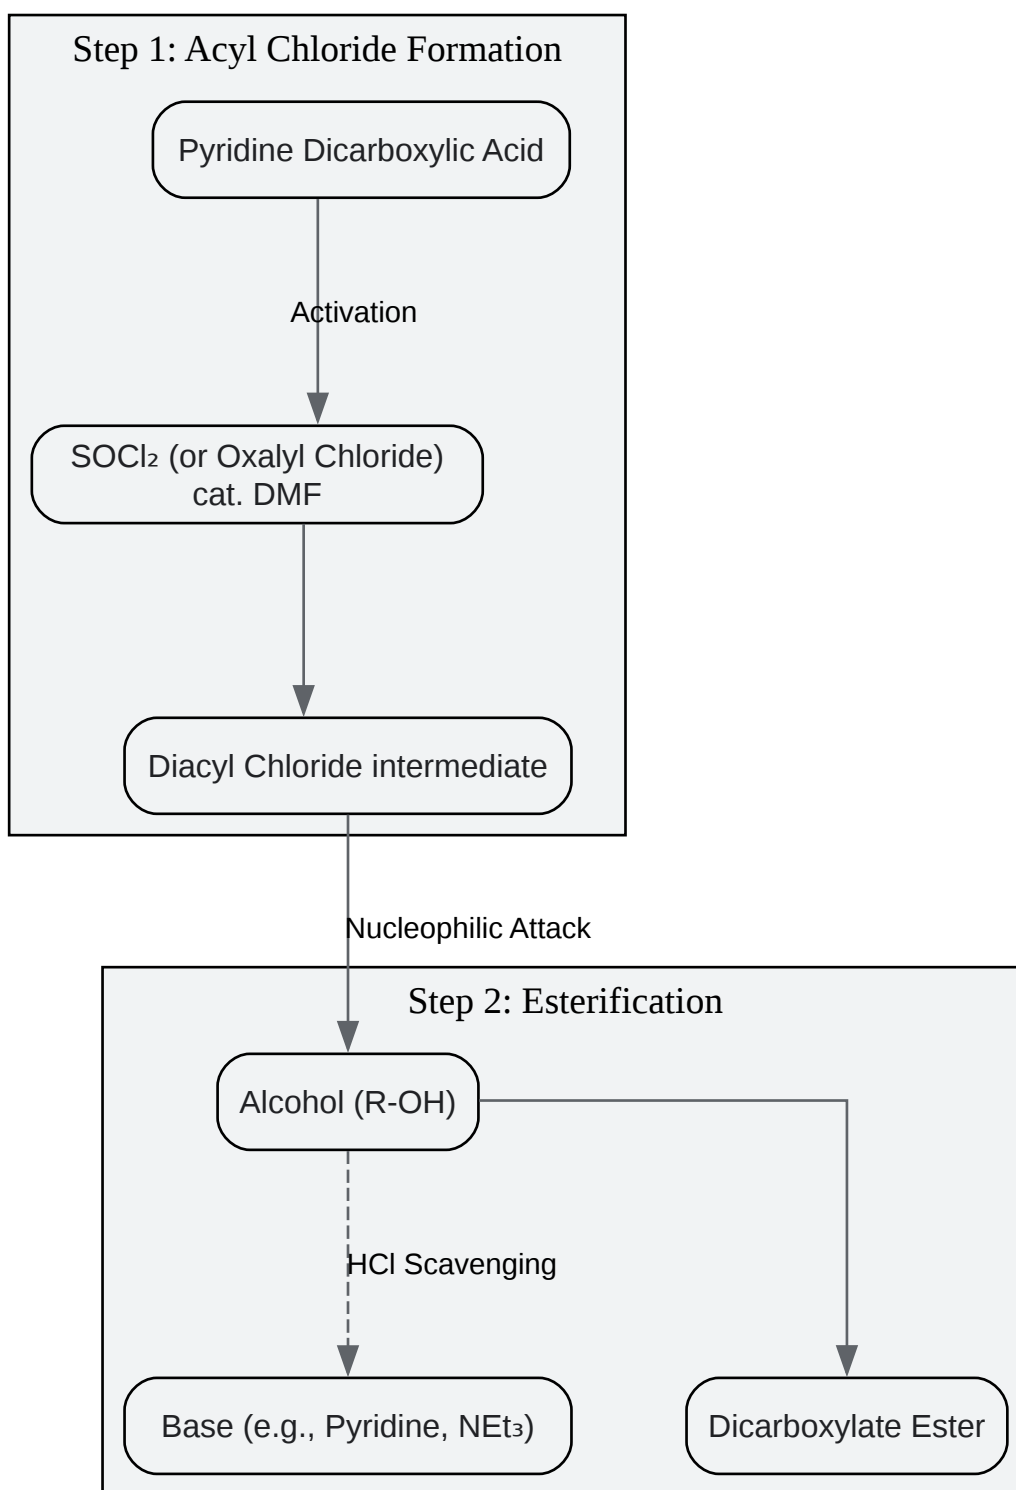 Step 1: Acyl Chloride Formation
Pyridine Dicarboxylic Acid
Activation
SOCl₂ (or Oxalyl Chloride)
cat. DMF
Diacyl Chloride intermediate
Nucleophilic Attack
Step 2: Esterification
Alcohol (R-OH)
HCl Scavenging
Base (e.g., Pyridine, NEt₃)
Dicarboxylate Ester